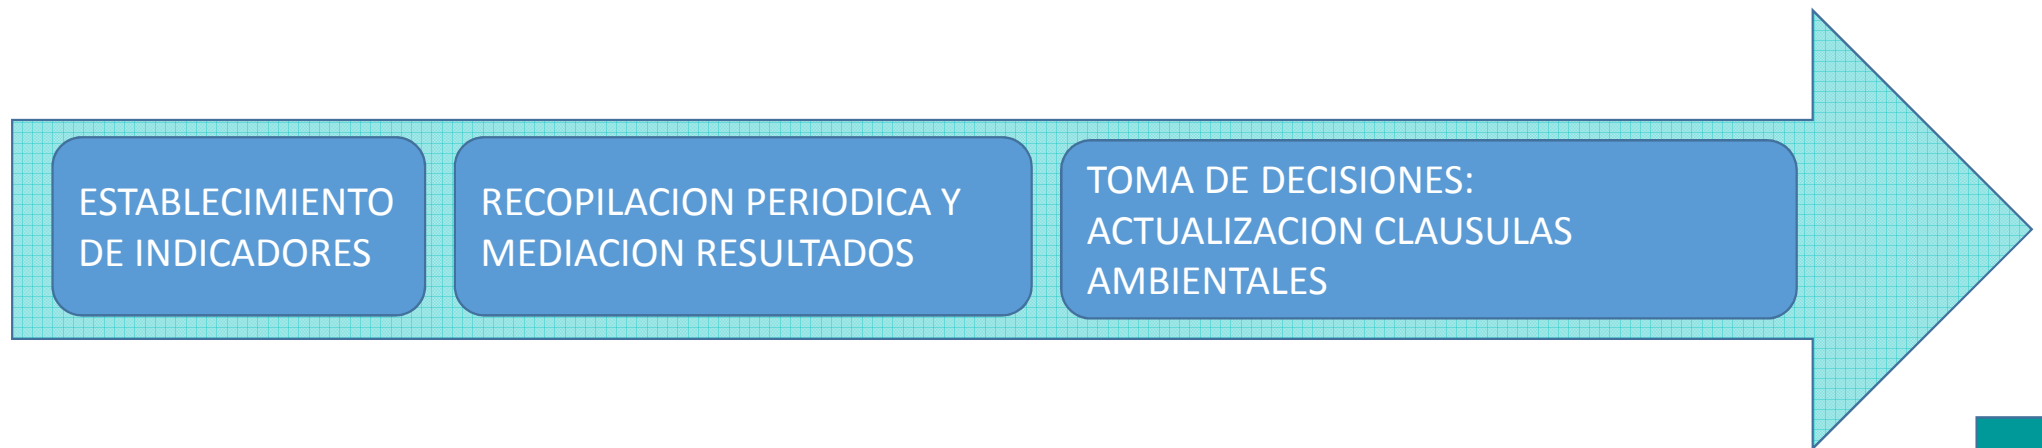 ESTABLECIMIENTO
DE INDICADORES
RECOPILACION PERIODICA Y
MEDIACION RESULTADOS
TOMA DE DECISIONES:
ACTUALIZACION CLAUSULAS
AMBIENTALES